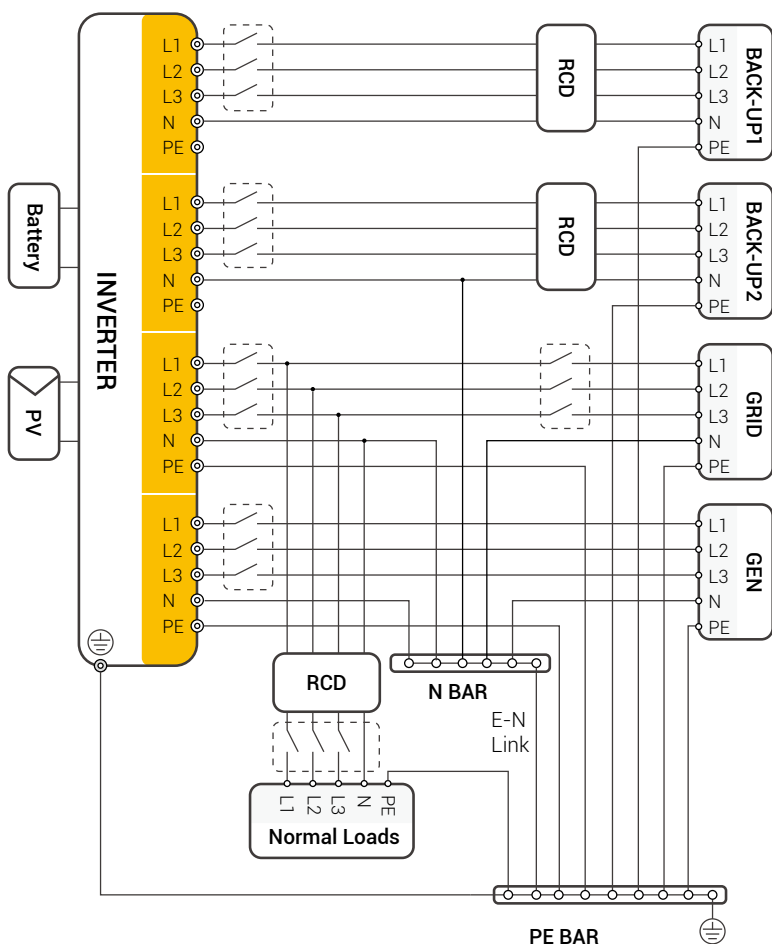 L1
L2
L3
N
PE
RCD
L1
L2
L3
N
PE
BACK-UP1
Battery
L1
L2
L3
N
PE
RCD
L1
L2
L3
N
PE
BACK-UP2
INVERTER
PV
L1
L2
L3
N
PE
L1
L2
L3
N
PE
GRID
L1
L2
L3
N
PE
L1
L2
L3
N
PE
GEN
RCD
N BAR
E-N
Link
L1
L2
L3
N
PE
Normal Loads
PE BAR